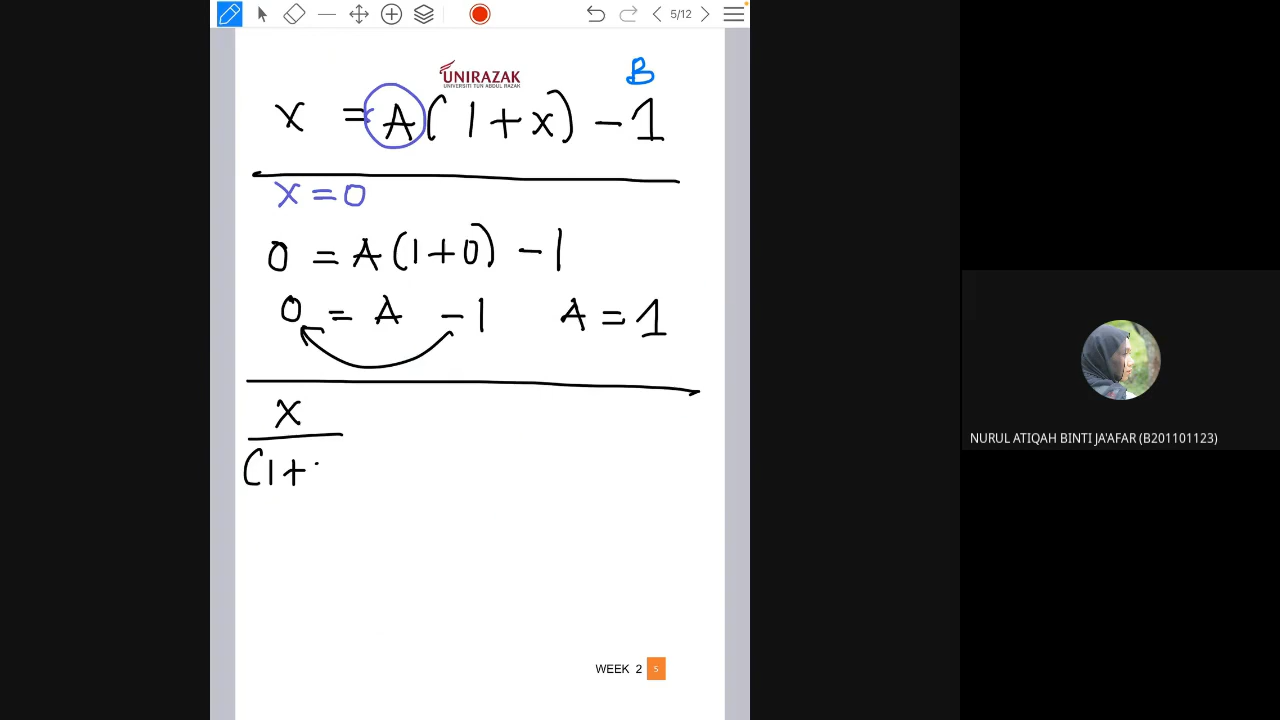 5/12
UNIRAZAK
UNIVERSITI TUN ABDUL RAZAK
B
x = A(1+x) - 1
x = 0
0 = A(1+0) - 1
0 = A - 1 A = 1
x
(1+
NURUL ATIQAH BINTI JA'AFAR (B201101123)
WEEK 2 5